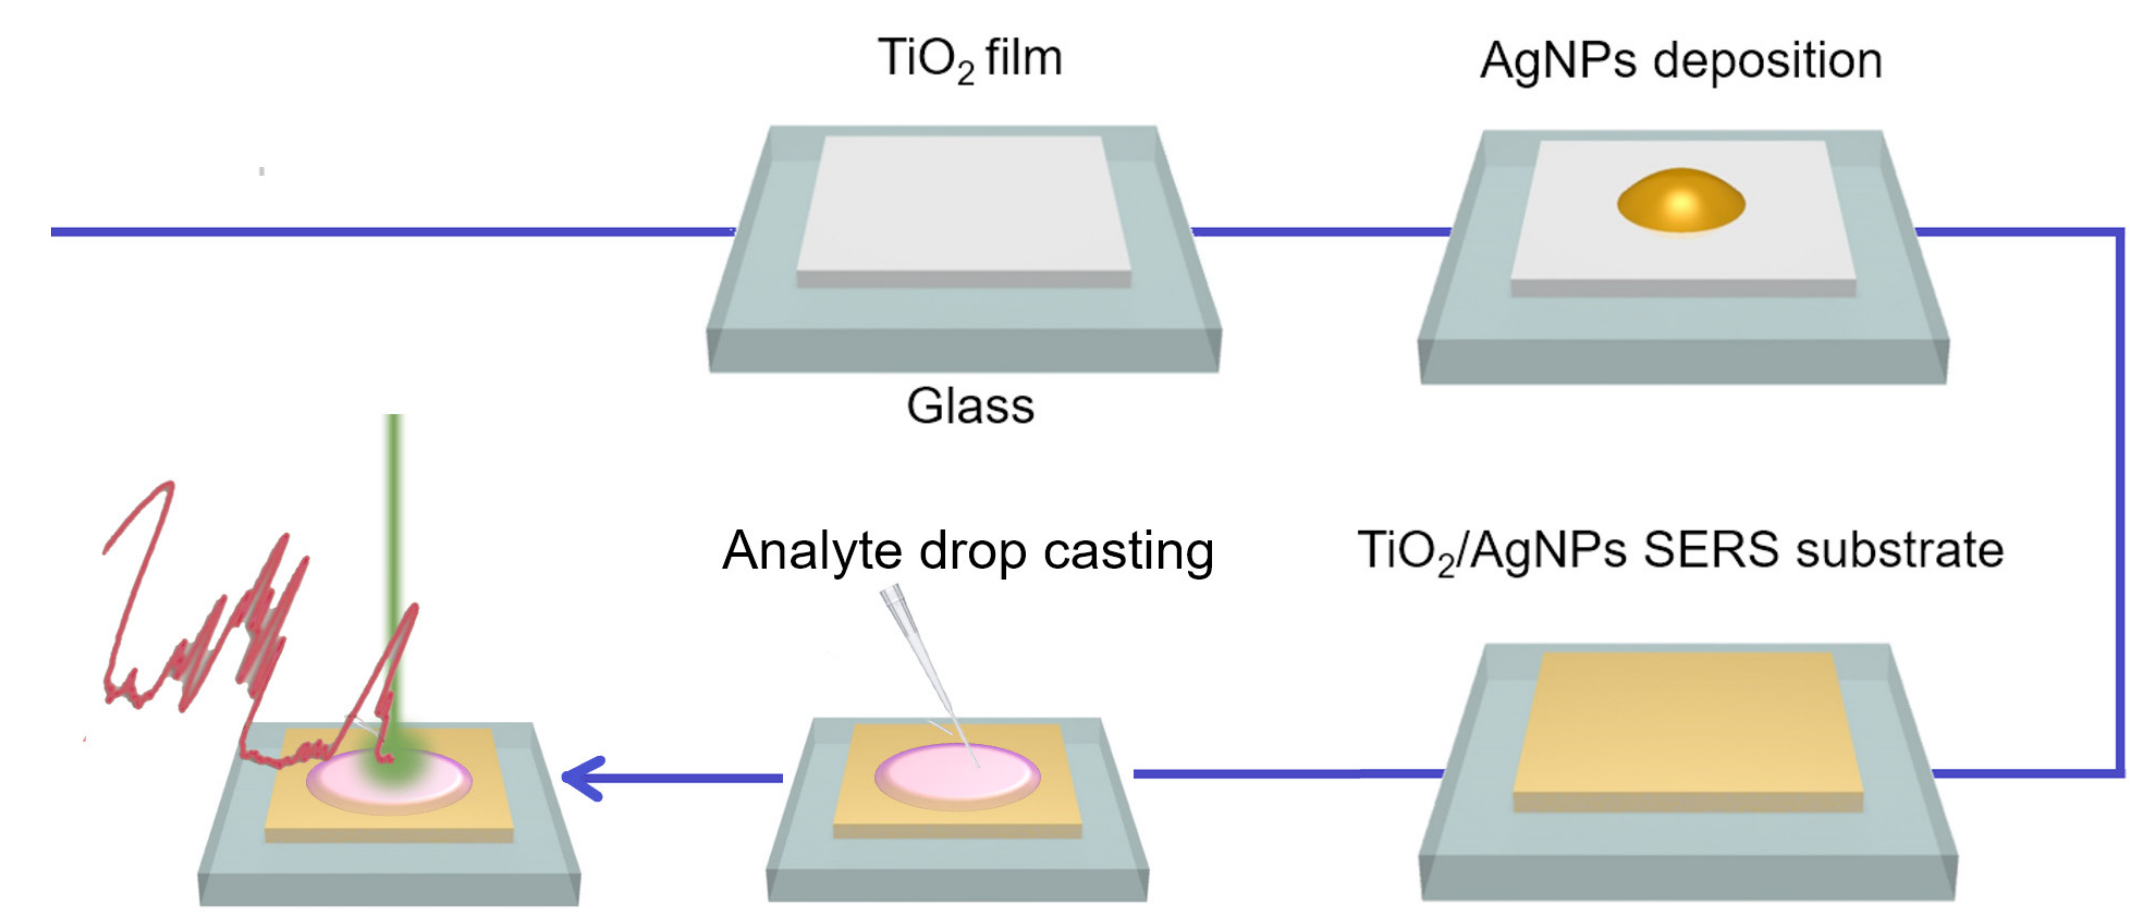 TiO₂ film
AgNPs deposition
Glass
Analyte drop casting
TiO₂/AgNPs SERS substrate